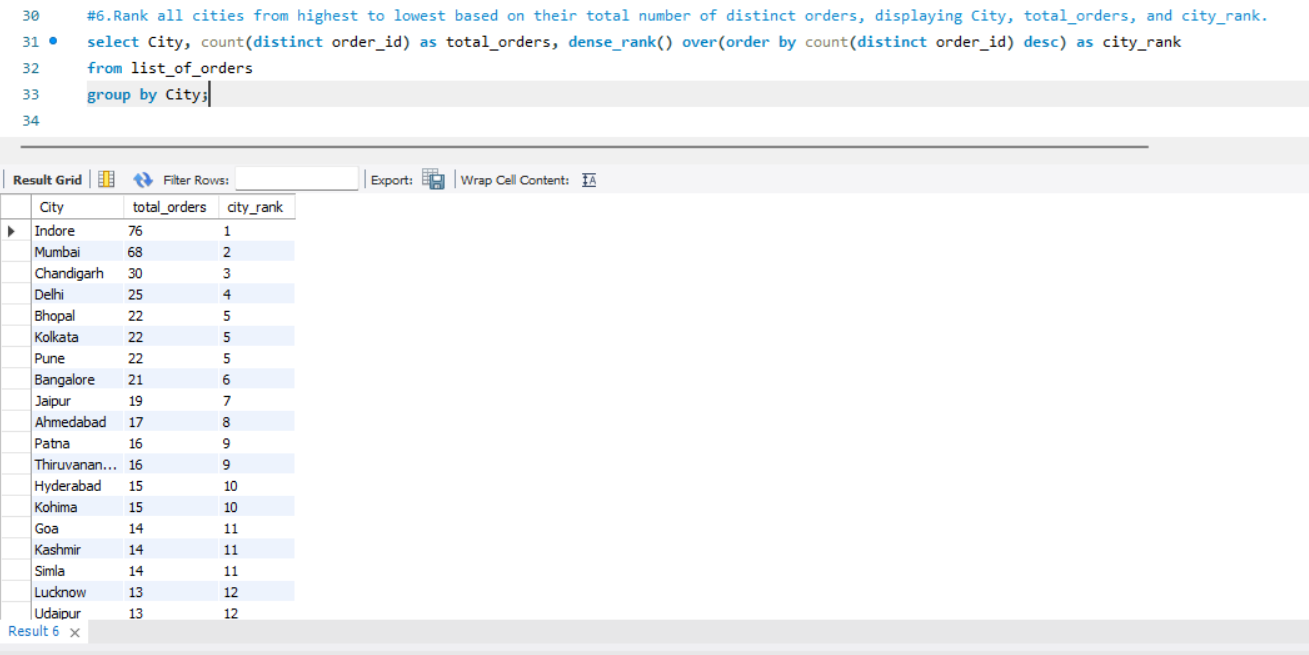 30 #6.Rank all cities from highest to lowest based on their total number of distinct orders, displaying City, total_orders, and city_rank.
31 select City, count(distinct order_id) as total_orders, dense_rank() over(order by count(distinct order_id) desc) as city_rank
32 from list_of_orders
33 group by City;
34
Result Grid Filter Rows: Export: Wrap Cell Content: IA
City total_orders city_rank
Indore 76 1
Mumbai 68 2
Chandigarh 30 3
Delhi 25 4
Bhopal 22 5
Kolkata 22 5
Pune 22 5
Bangalore 21 6
Jaipur 19 7
Ahmedabad 17 8
Patna 16 9
Thiruvanan... 16 9
Hyderabad 15 10
Kohima 15 10
Goa 14 11
Kashmir 14 11
Simla 14 11
Lucknow 13 12
Udaipur 13 12
Result 6 ×